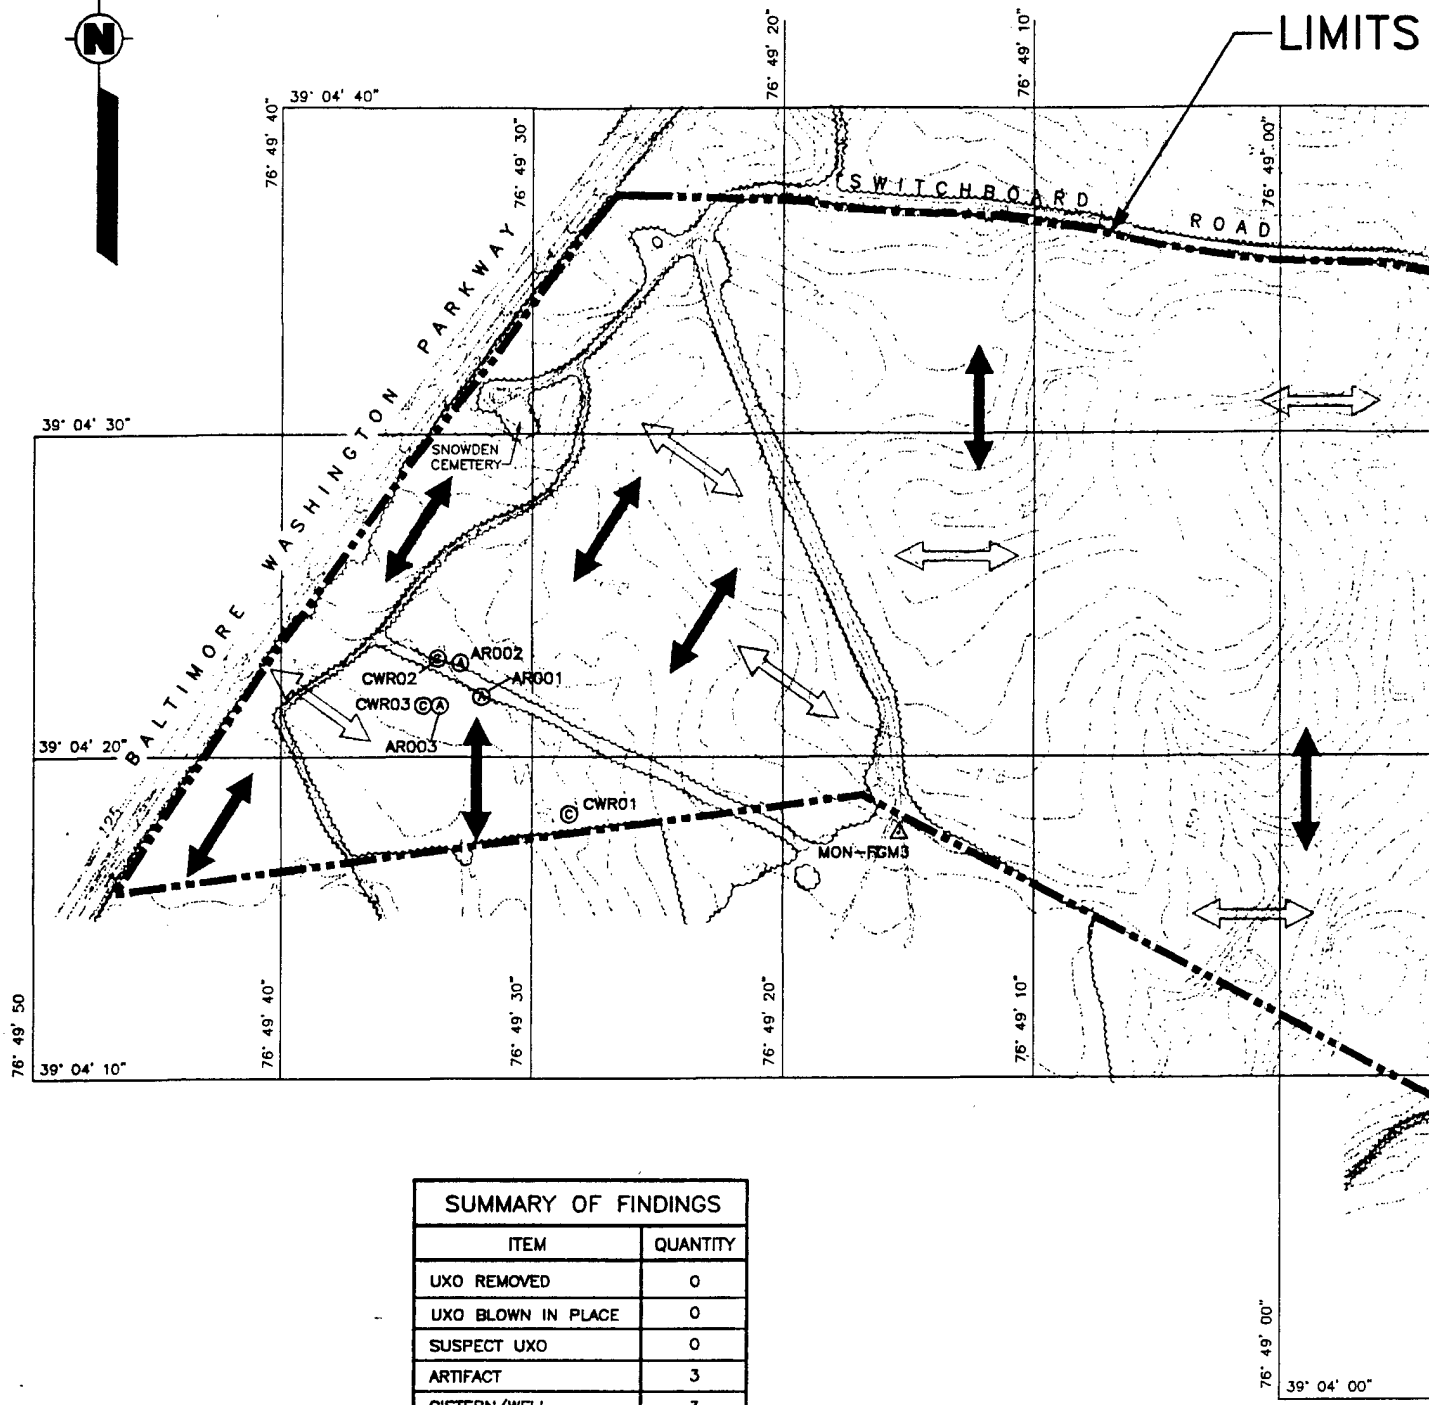 N
LIMITS
76° 49' 20"
76° 49' 10"
39° 04' 40"
76° 49' 40"
76° 49' 30"
76° 49' 00"
SWITCHBOARD ROAD
BALTIMORE WASHINGTON PARKWAY
39° 04' 30"
SNOWDEN
CEMETERY
AR002
CWR02
C
A
AR001
A
CWR03
C
A
AR003
39° 04' 20"
125
C
CWR01
MON-FGM3
76° 49' 50
76° 49' 40"
76° 49' 30"
76° 49' 20"
76° 49' 10"
39° 04' 10"
SUMMARY OF FINDINGS
ITEM QUANTITY
UXO REMOVED 0
UXO BLOWN IN PLACE 0
SUSPECT UXO 0
ARTIFACT 3
CISTERN/WELL 3
76° 49' 00"
39° 04' 00"